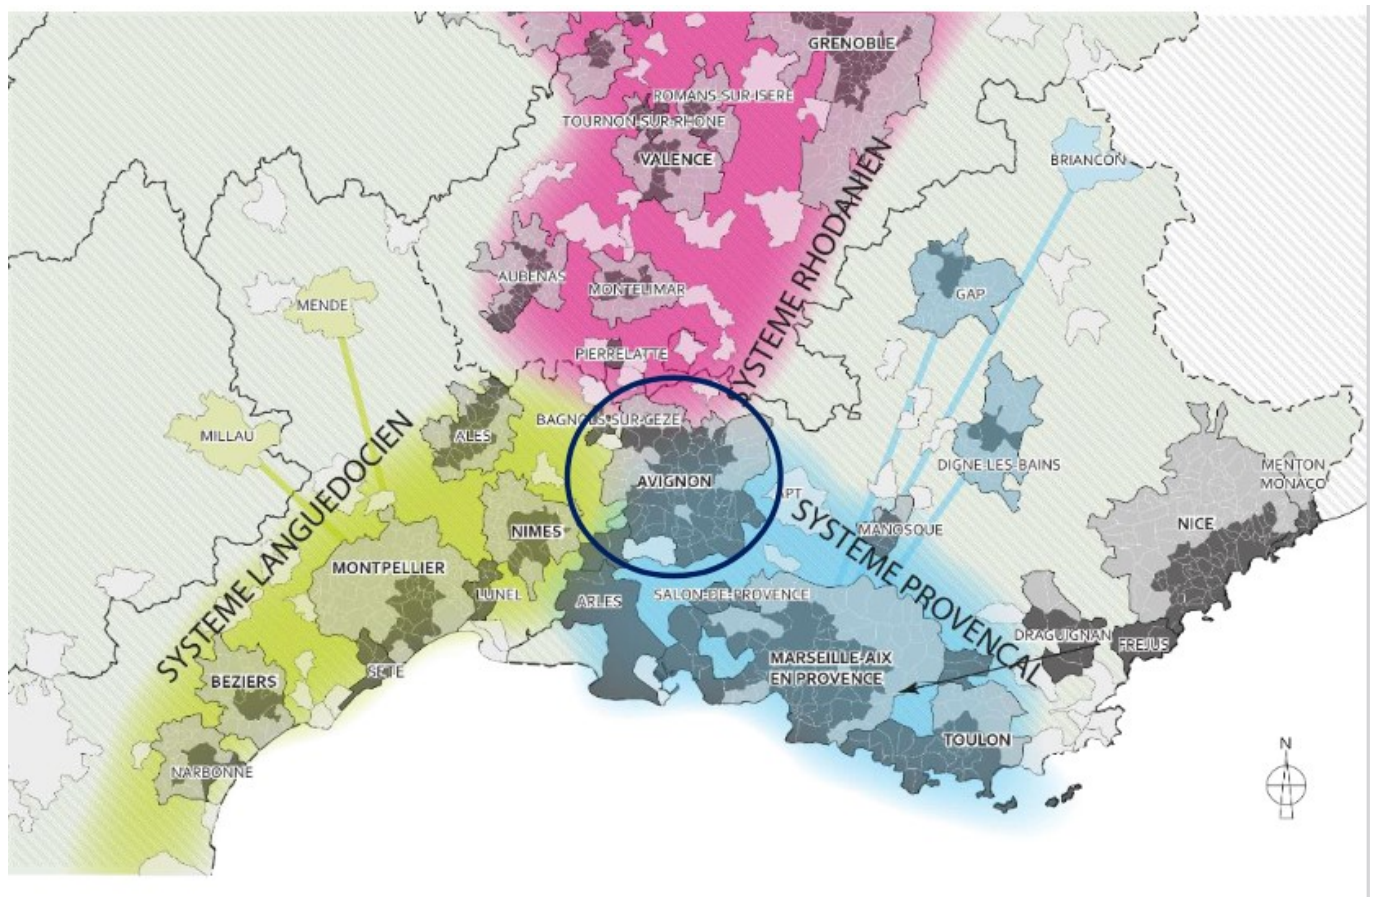 GRENOBLE
ROMANS-SUR-ISERE
TOURNON-SUR-RHONE
VALENCE
BRIANCON
SYSTEME RHODANIEN
AUBENAS
MONTELIMAR
GAP
MENDE
PIERRELATTE
BAGNOLS-SUR-CEZE
MILLAU
ALES
SYSTEME LANGUEDOCIEN
AVIGNON
DIGNE-LES-BAINS
MENTON
MONACO
APT
SYSTEME PROVENCAL
MANOSQUE
NICE
NIMES
MONTPELLIER
LUNEL
ARLES
SALON-DE-PROVENCE
DRAGUIGNAN
FREJUS
MARSEILLE-AIX
EN PROVENCE
SETE
BEZIERS
TOULON
NARBONNE
N